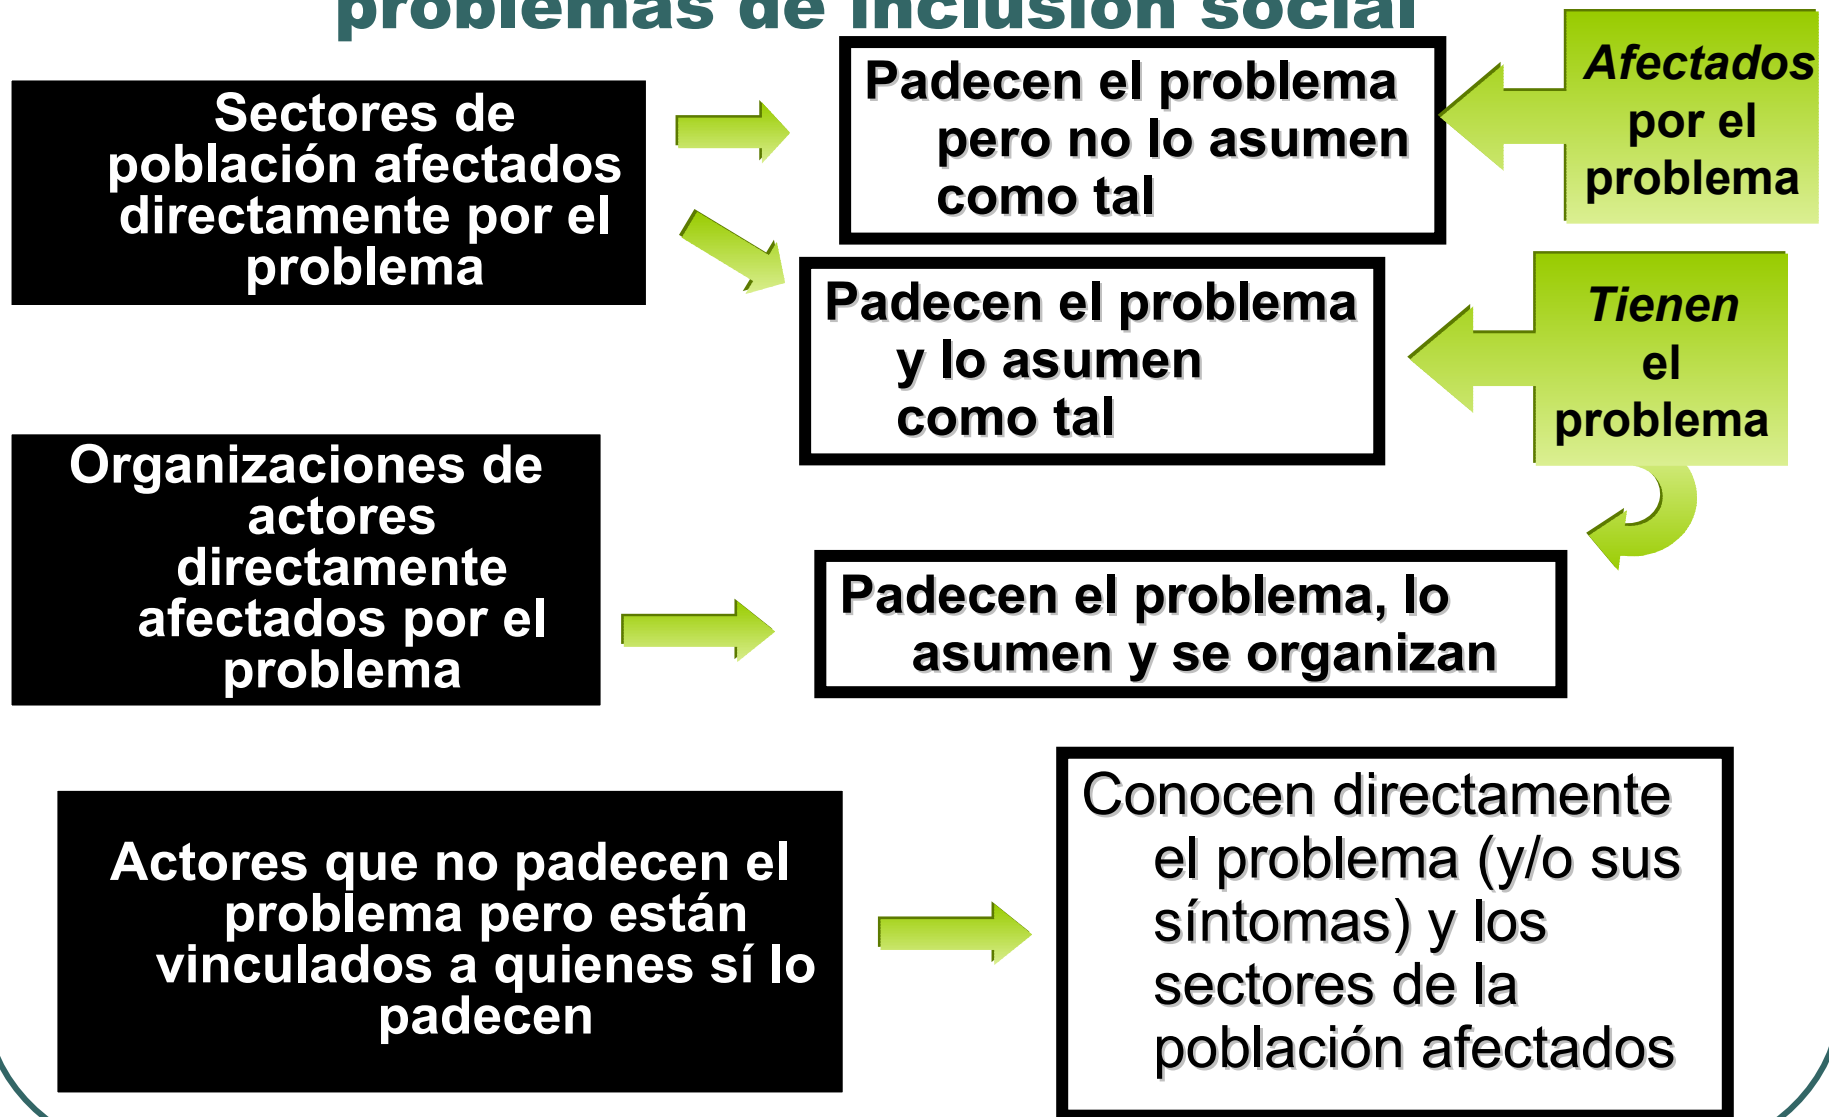 problemas de inclusión social
Sectores de
población afectados
directamente por el
problema
Padecen el problema
pero no lo asumen
como tal
Afectados
por el
problema
Padecen el problema
y lo asumen
como tal
Tienen
el
problema
Organizaciones de
actores
directamente
afectados por el
problema
Padecen el problema, lo
asumen y se organizan
Actores que no padecen el
problema pero están
vinculados a quienes sí lo
padecen
Conocen directamente
el problema (y/o sus
síntomas) y los
sectores de la
población afectados